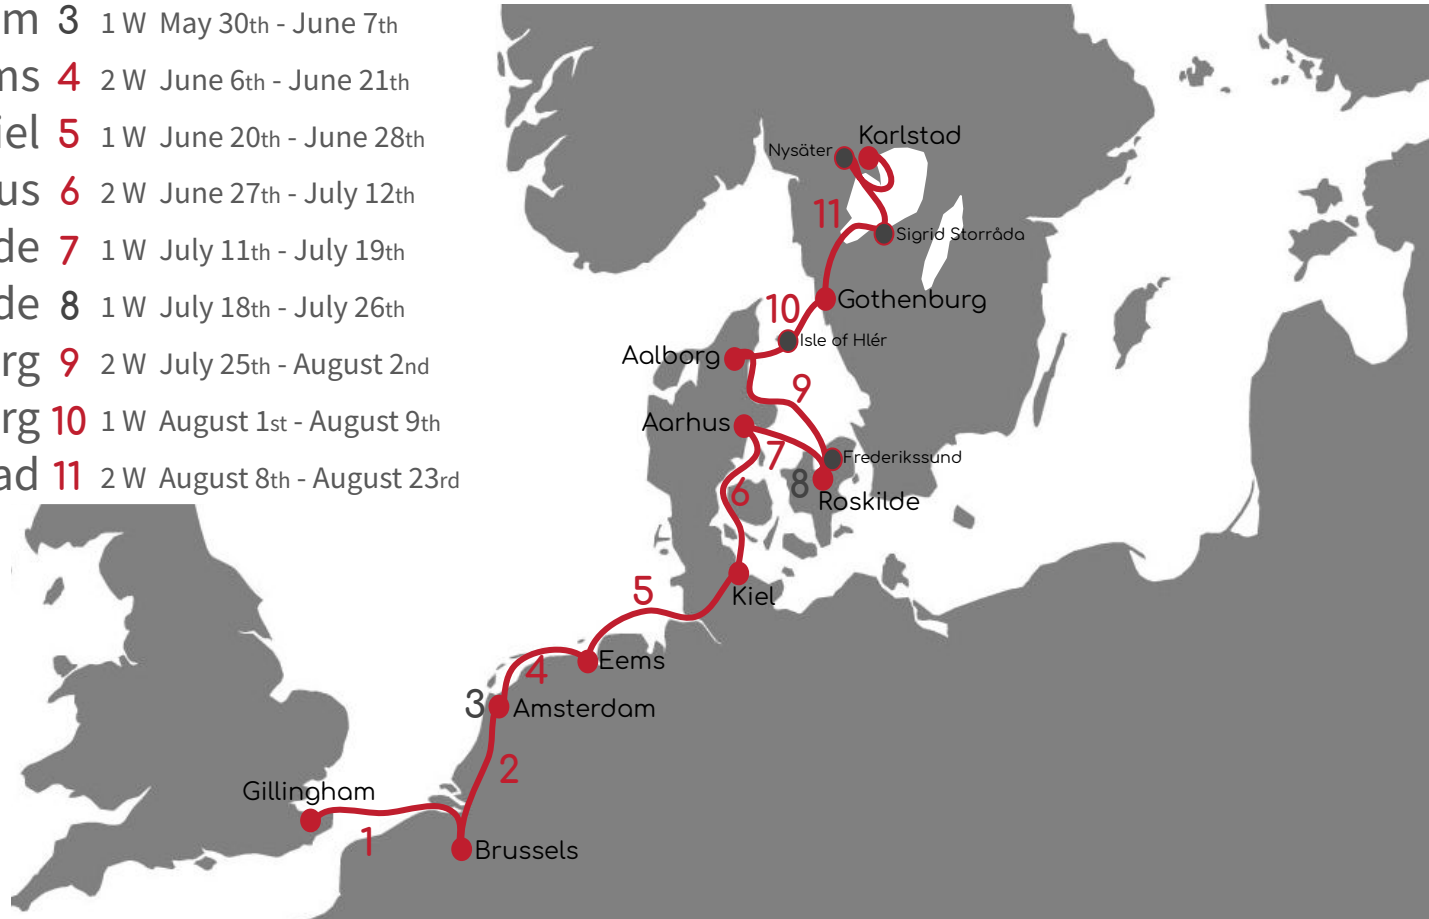 m 3 1 W May 30th - June 7th
ms 4 2 W June 6th - June 21th
iel 5 1 W June 20th - June 28th
us 6 2 W June 27th - July 12th
de 7 1 W July 11th - July 19th
de 8 1 W July 18th - July 26th
rg 9 2 W July 25th - August 2nd
rg 10 1 W August 1st - August 9th
ad 11 2 W August 8th - August 23rd
Karlstad
Nysäter
11
Sigrid Storråda
Gothenburg
10
Isle of Hlér
Aalborg
9
Aarhus
7
Frederikssund
8
6
Roskilde
Kiel
5
Eems
4
3
Amsterdam
2
Gillingham
1
Brussels